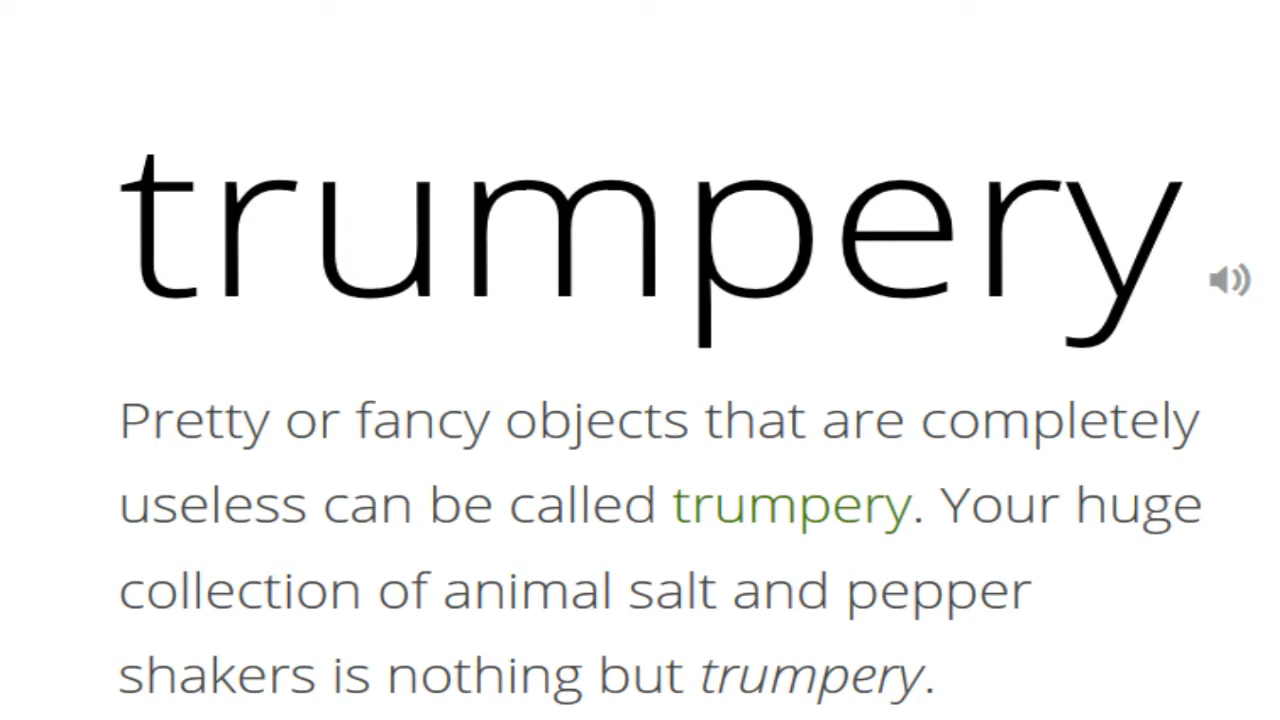 trumpery
Pretty or fancy objects that are completely
useless can be called trumpery. Your huge
collection of animal salt and pepper
shakers is nothing but trumpery.